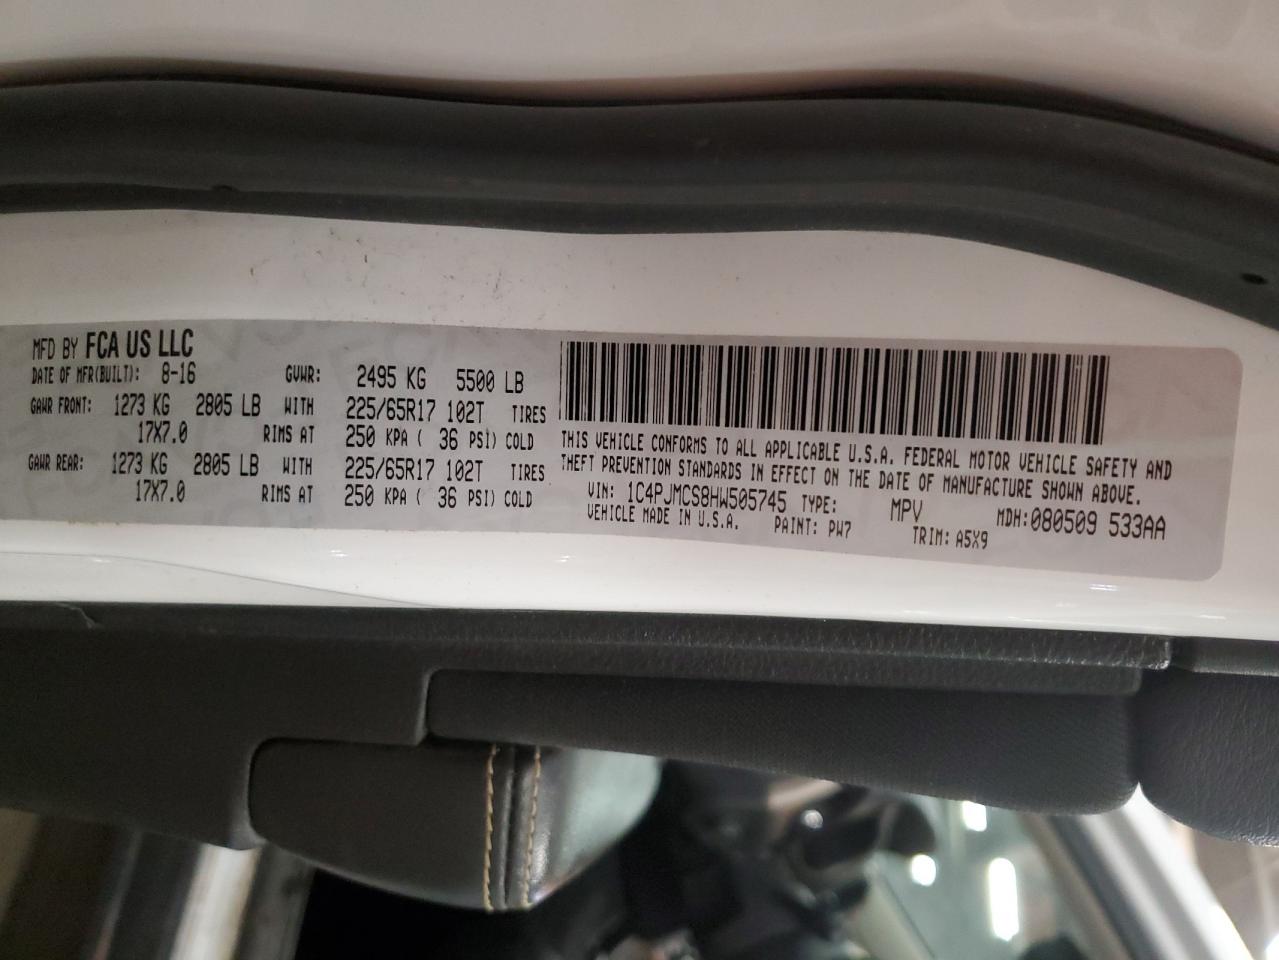 MFD BY FCA US LLC
DATE OF MFR(BUILT): 8-16 GVWR: 2495 KG 5500 LB
GAWR FRONT: 1273 KG 2805 LB WITH 225/65R17 102T TIRES
17X7.0 RIMS AT 250 KPA ( 36 PSI) COLD
GAWR REAR: 1273 KG 2805 LB WITH 225/65R17 102T TIRES
17X7.0 RIMS AT 250 KPA ( 36 PSI) COLD
THIS VEHICLE CONFORMS TO ALL APPLICABLE U.S.A. FEDERAL MOTOR VEHICLE SAFETY AND
THEFT PREVENTION STANDARDS IN EFFECT ON THE DATE OF MANUFACTURE SHOWN ABOVE.
VIN: 1C4PJMCS8HW505745 TYPE: MPV MDH:080509 533AA
VEHICLE MADE IN U.S.A. PAINT: PW7 TRIM: A5X9